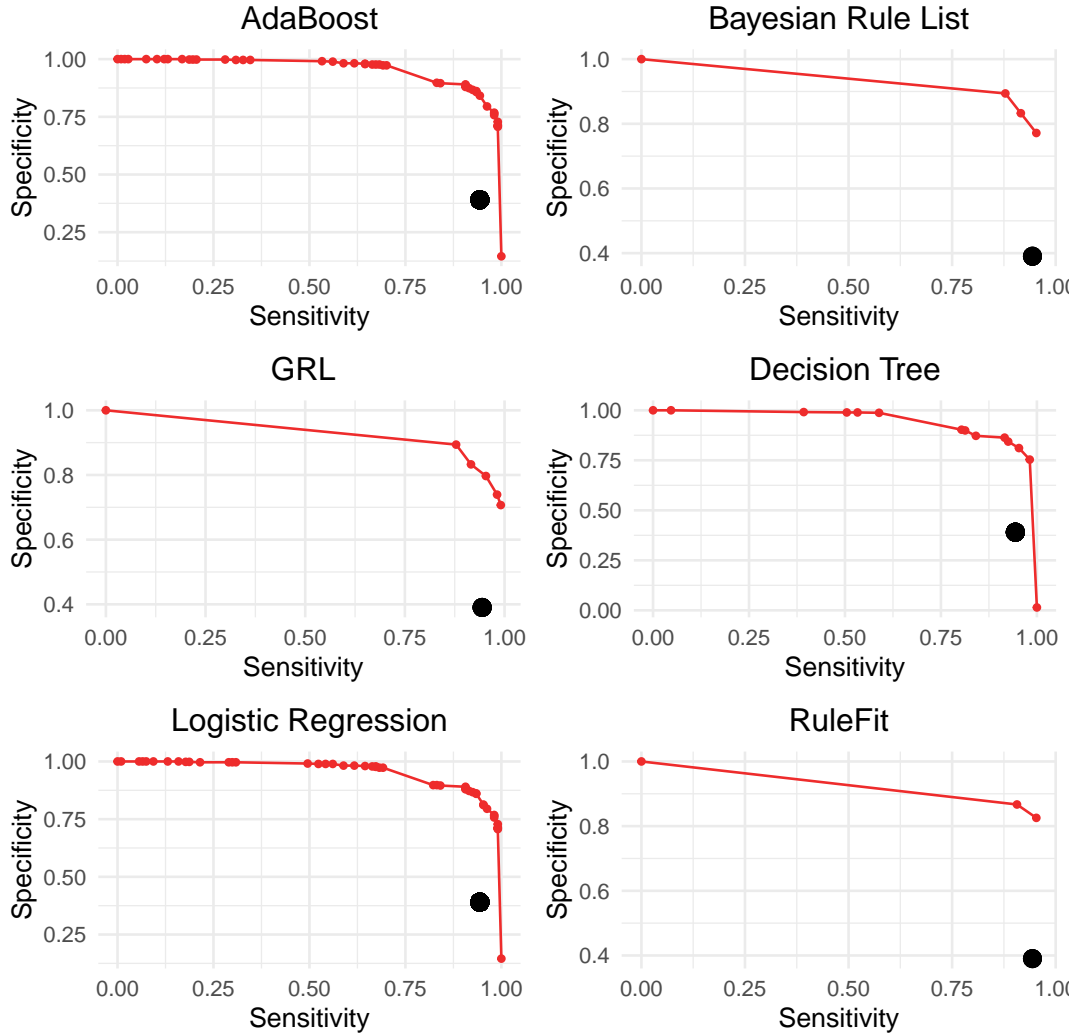 AdaBoost
Specificity
1.00
0.75
0.50
0.25
0.00 0.25 0.50 0.75 1.00
Sensitivity
Bayesian Rule List
Specificity
1.0
0.8
0.6
0.4
0.00 0.25 0.50 0.75 1.00
Sensitivity
GRL
Specificity
1.0
0.8
0.6
0.4
0.00 0.25 0.50 0.75 1.00
Sensitivity
Decision Tree
Specificity
1.00
0.75
0.50
0.25
0.00
0.00 0.25 0.50 0.75 1.00
Sensitivity
Logistic Regression
Specificity
1.00
0.75
0.50
0.25
0.00 0.25 0.50 0.75 1.00
Sensitivity
RuleFit
Specificity
1.0
0.8
0.6
0.4
0.00 0.25 0.50 0.75 1.00
Sensitivity